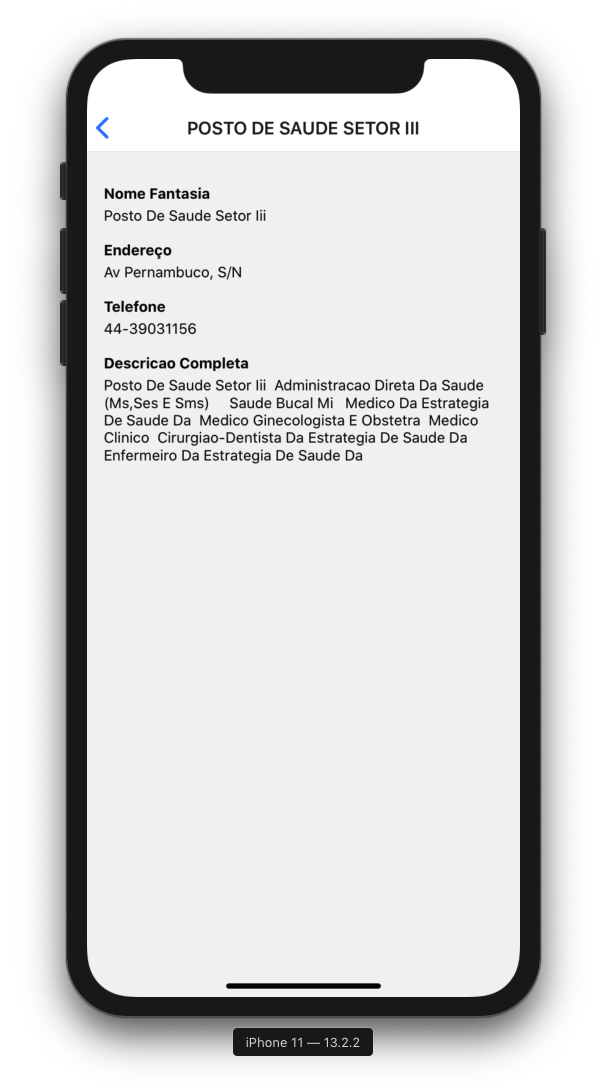 POSTO DE SAUDE SETOR III
Nome Fantasia
Posto De Saude Setor Iii
Endereço
Av Pernambuco, S/N
Telefone
44-39031156
Descricao Completa
Posto De Saude Setor Iii  Administracao Direta Da Saude
(Ms,Ses E Sms)     Saude Bucal Mi   Medico Da Estrategia
De Saude Da  Medico Ginecologista E Obstetra  Medico
Clinico  Cirurgiao-Dentista Da Estrategia De Saude Da
Enfermeiro Da Estrategia De Saude Da
iPhone 11 — 13.2.2